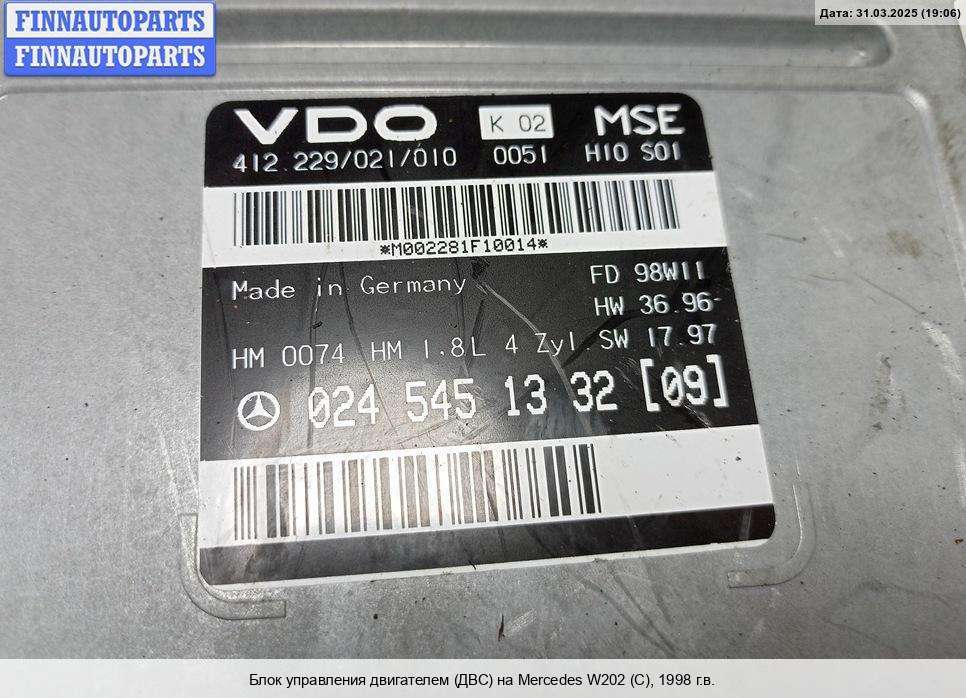 FINNAUTOPARTS
FINNAUTOPARTS
Дата: 31.03.2025 (19:06)
VDO K 02 MSE
412.229/021/010 0051 H10 S01
*M002281F10014*
Made in Germany FD 98W11
HW 36.96-
HM 0074 HM 1.8L 4 Zyl. SW 17.97
024 545 13 32 [09]
Блок управления двигателем (ДВС) на Mercedes W202 (C), 1998 г.в.